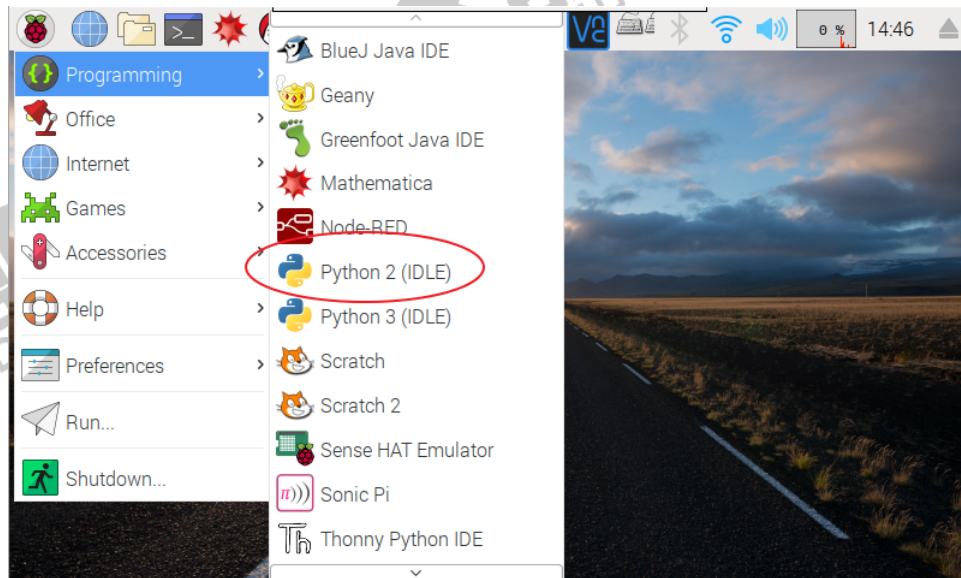 0 %
14:46
Programming
Office
Internet
Games
Accessories
Help
Preferences
Run...
Shutdown...
BlueJ Java IDE
Geany
Greenfoot Java IDE
Mathematica
Node-RED
Python 2 (IDLE)
Python 3 (IDLE)
Scratch
Scratch 2
Sense HAT Emulator
π)))
Sonic Pi
Th
Thonny Python IDE